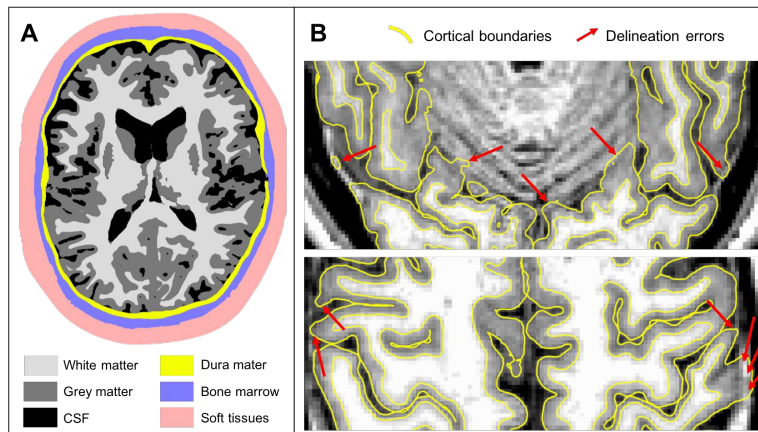 A
White matter
Grey matter
CSF
Dura mater
Bone marrow
Soft tissues
B
Cortical boundaries
Delineation errors